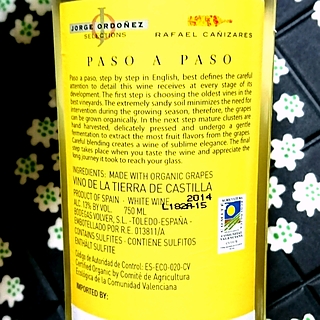 JORGE ORDOÑEZ
SELECTIONS
RAFAEL CAÑIZARES
PASO A PASO
Paso a paso, step by step in English, best defines the careful
attention to detail this wine receives at every stage of its
development. The first step is choosing the oldest vines in the
best vineyards. The extremely sandy soil minimizes the need for
intervention during the growing season, therefore, the grapes
can be grown organically. In the next step mature clusters are
hand harvested, delicately pressed and undergo a gentle
fermentation to extract the most fruit flavors from the grapes.
Careful blending creates a wine of sublime elegance. The final
step takes place when you taste the wine and appreciate the
long journey it took to reach your glass.
INGREDIENTS: MADE WITH ORGANIC GRAPES
VINO DE LA TIERRA DE CASTILLA
PRODUCT OF SPAIN · WHITE WINE 2014
ALC. 13% BY VOL. 750 ML L182A-15
BODEGAS VOLVER, S.L. -TOLEDO-ESPAÑA-
EMBOTELLADO POR R.E. 013811/A
CONTAINS SULFITES · CONTIENE SULFITOS
ENTHÄLT SULFITE
Código de Autoridad de Control: ES-ECO-020-CV
Certified Organic by Comité de Agricultura
Ecológica de la Comunidad Valenciana
IMPORTED BY: